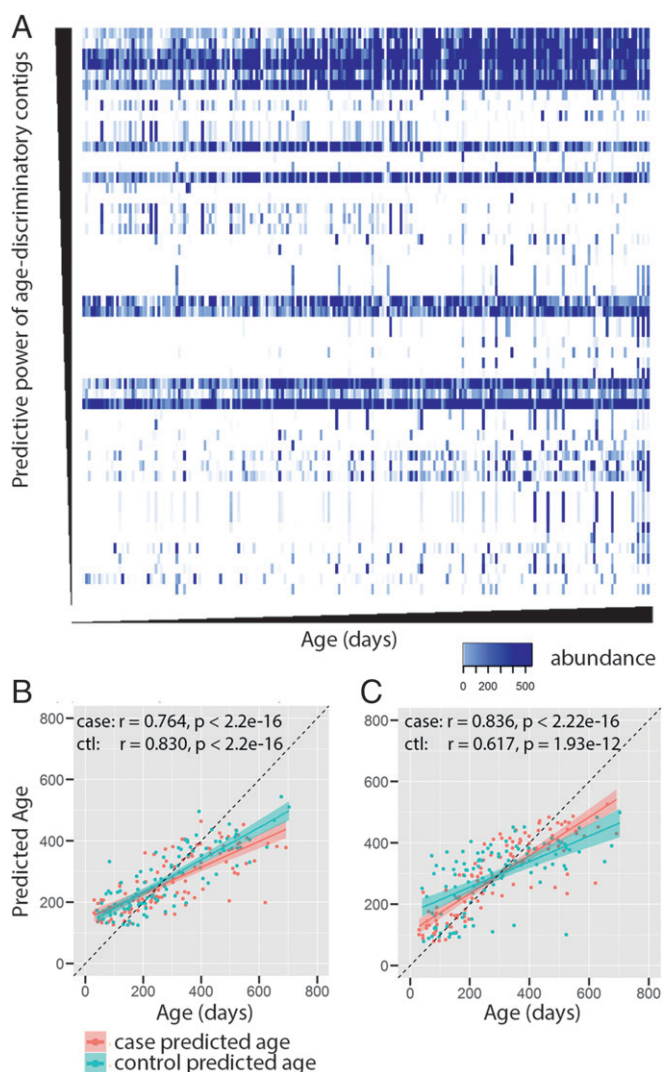 A
Predictive power of age-discriminatory contigs
Age (days)
abundance
0 200 500
B
case: r = 0.764, p < 2.2e-16
ctl: r = 0.830, p < 2.2e-16
800
600
400
200
0
Predicted Age
0 200 400 600 800
Age (days)
C
case: r = 0.836, p < 2.22e-16
ctl: r = 0.617, p = 1.93e-12
800
600
400
200
0
0 200 400 600 800
Age (days)
case predicted age
control predicted age